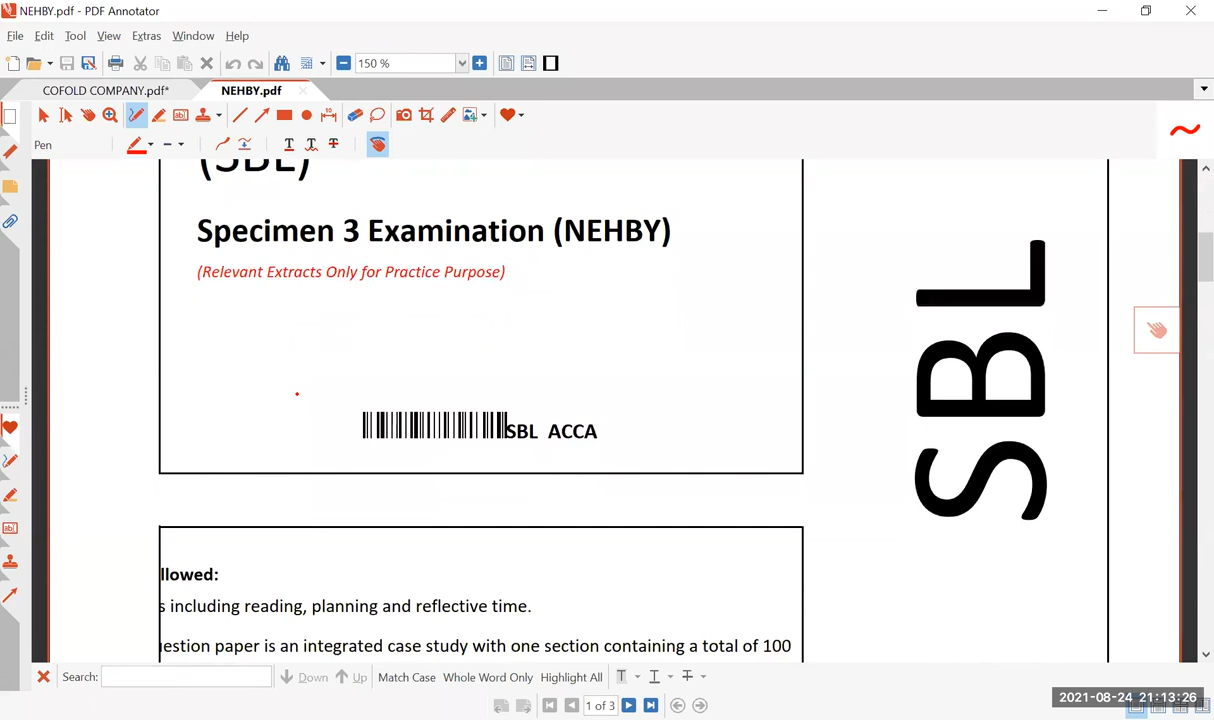 NEHBY.pdf - PDF Annotator
File Edit Tool View Extras Window Help
150 %
COFOLD COMPANY.pdf* NEHBY.pdf
Pen
(SBL)
Specimen 3 Examination (NEHBY)
(Relevant Extracts Only for Practice Purpose)
SBL ACCA
SBL
llowed:
s including reading, planning and reflective time.
estion paper is an integrated case study with one section containing a total of 100
Search: Down Up Match Case Whole Word Only Highlight All
1 of 3
2021-08-24 21:13:26